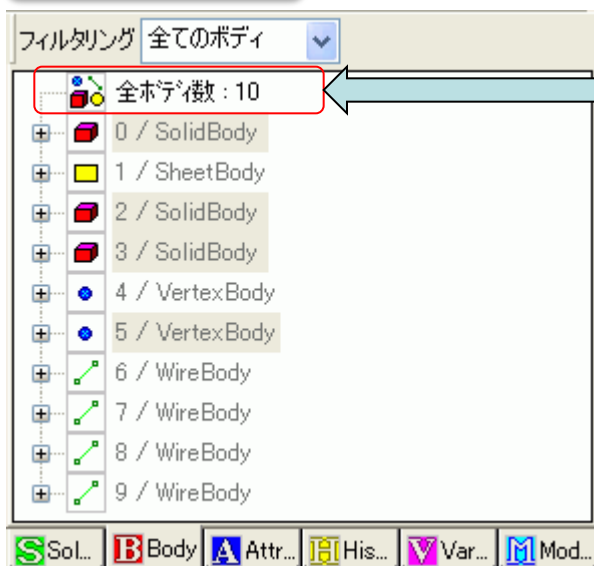 フィルタリング 全てのボディ
全ボディ数 : 10
0 / SolidBody
1 / SheetBody
2 / SolidBody
3 / SolidBody
4 / VertexBody
5 / VertexBody
6 / WireBody
7 / WireBody
8 / WireBody
9 / WireBody
S Sol... B Body A Attr... H His... V Var... M Mod...